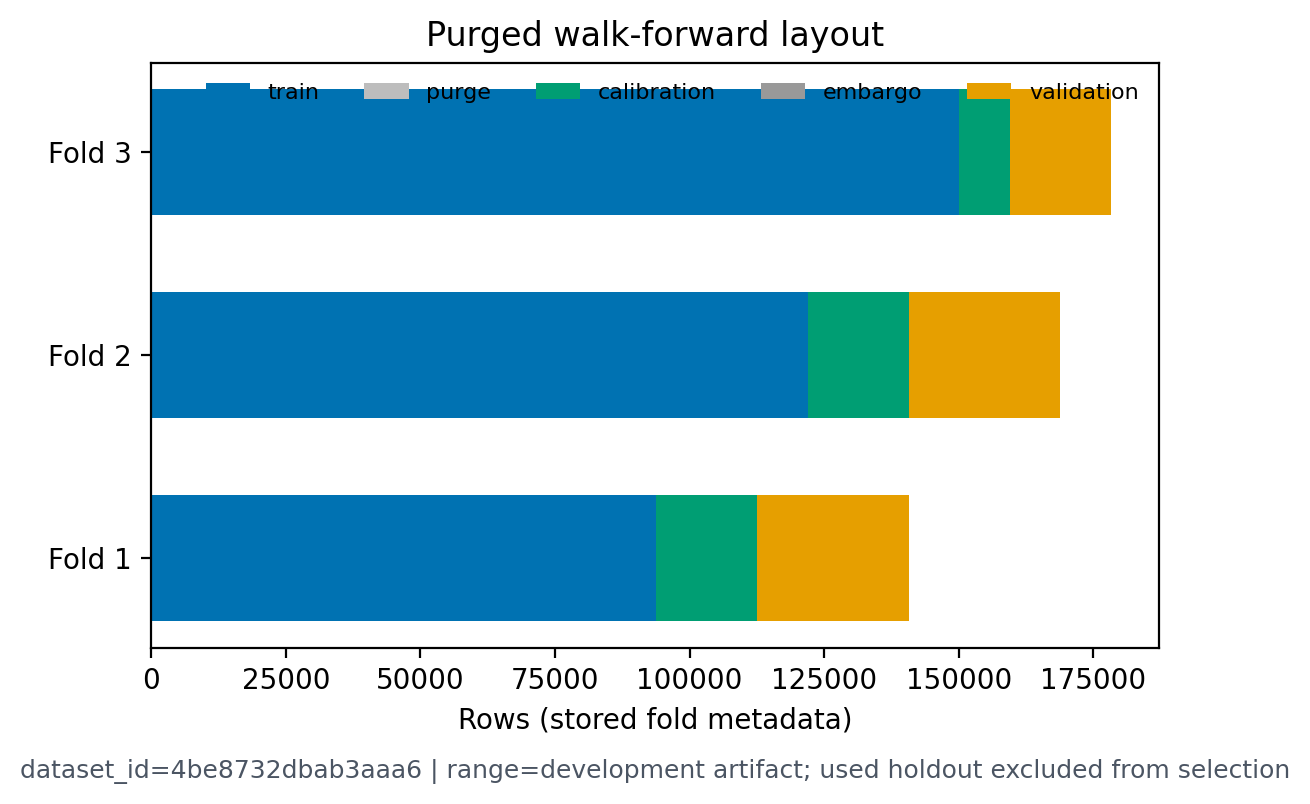 Purged walk-forward layout
train purge calibration embargo validation
Fold 3
Fold 2
Fold 1
0 25000 50000 75000 100000 125000 150000 175000
Rows (stored fold metadata)
dataset_id=4be8732dbab3aaa6 | range=development artifact; used holdout excluded from selection